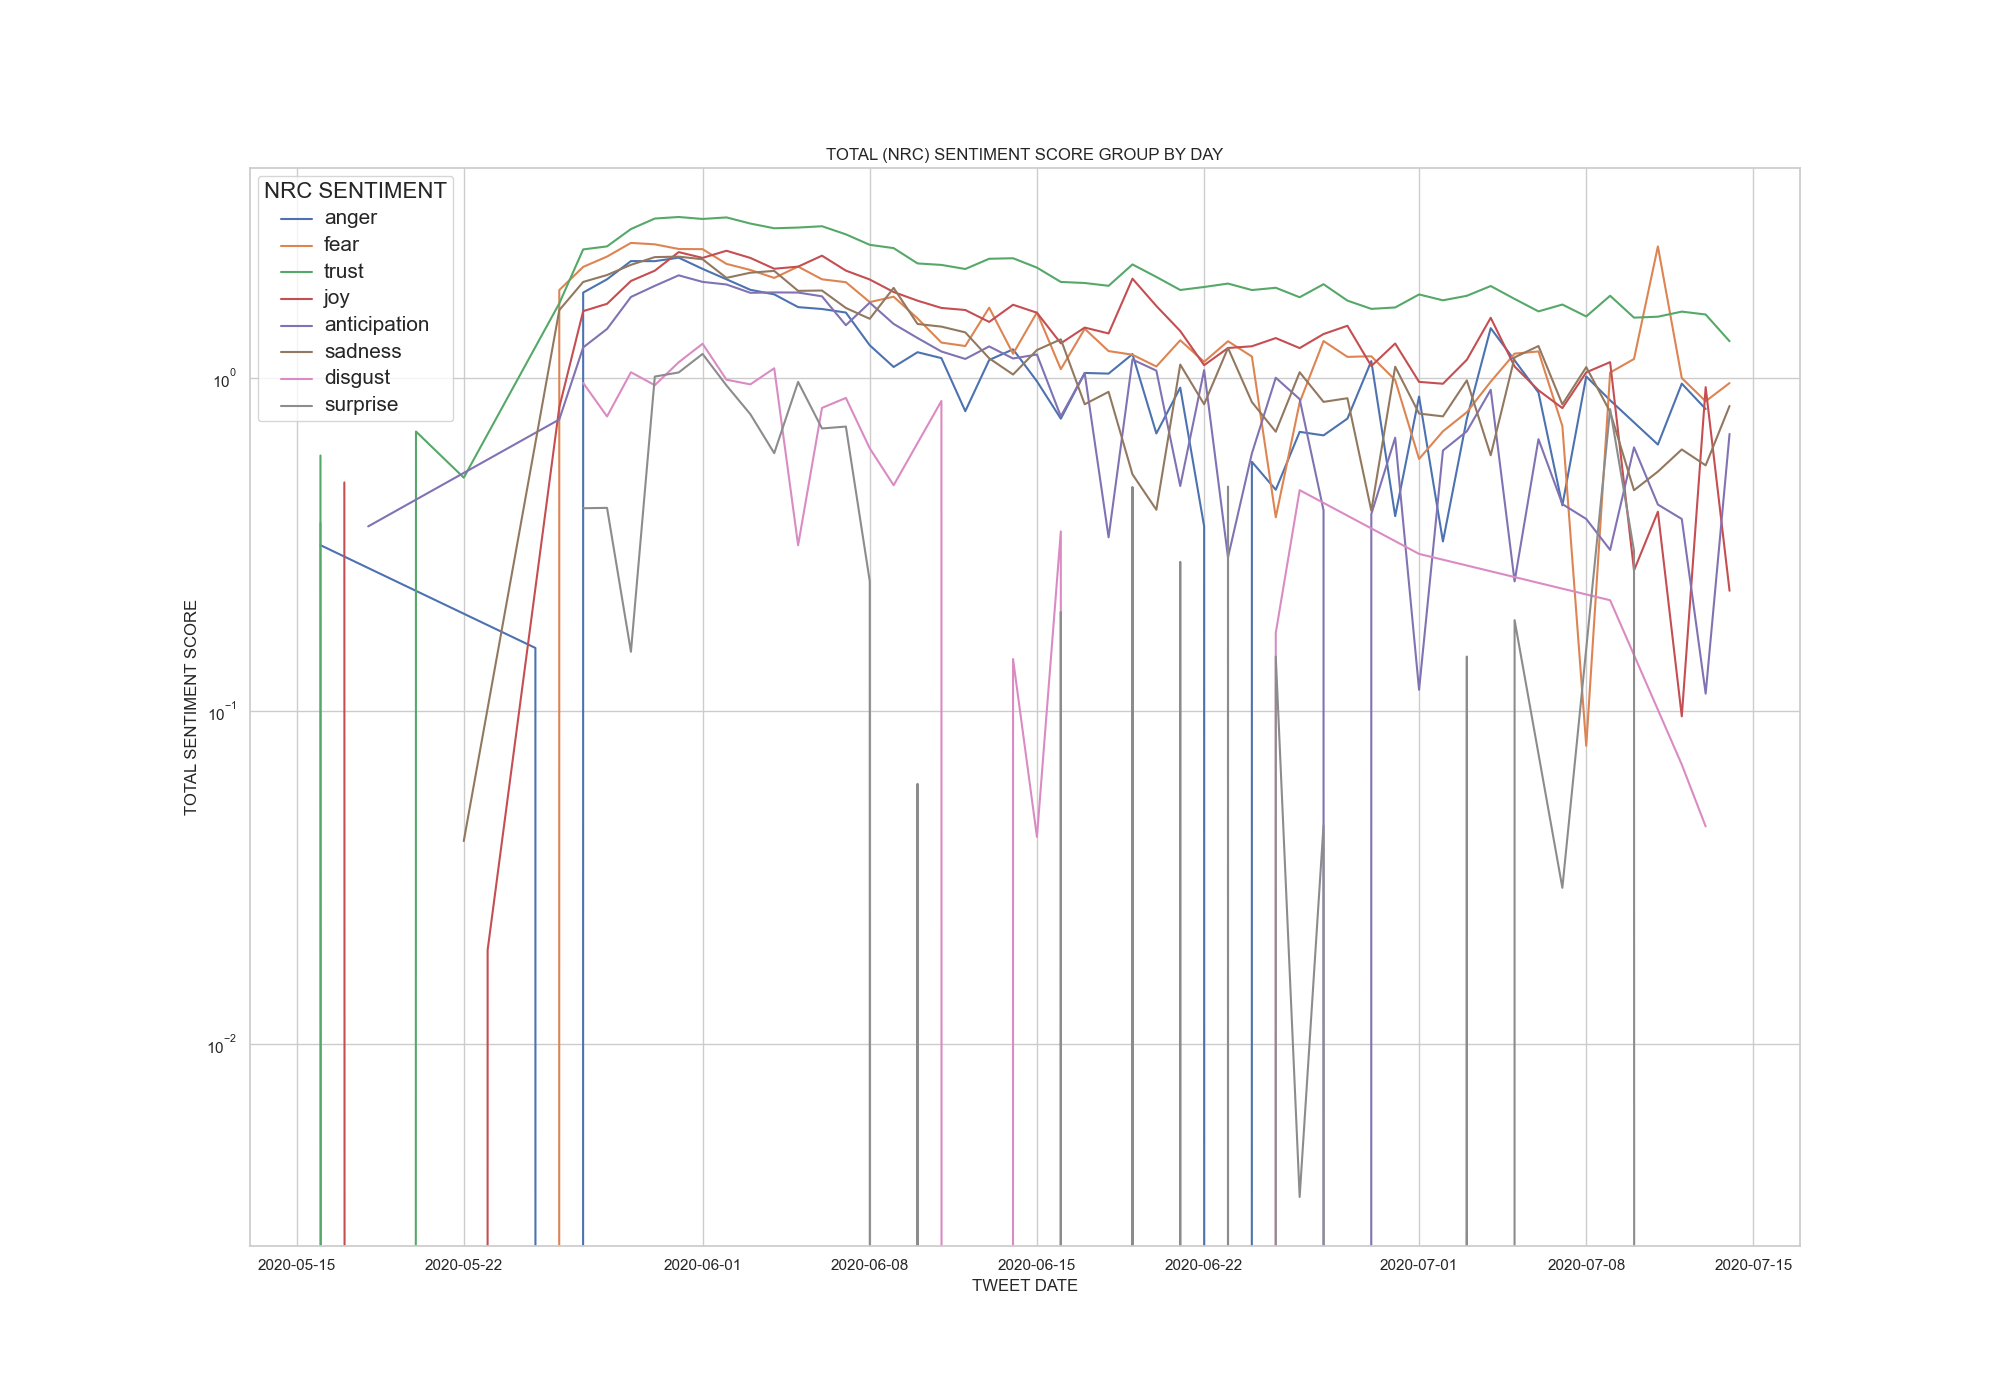 TOTAL (NRC) SENTIMENT SCORE GROUP BY DAY
NRC SENTIMENT
anger
fear
trust
joy
anticipation
sadness
disgust
surprise
TOTAL SENTIMENT SCORE
10⁰
10⁻¹
10⁻²
2020-05-15 2020-05-22 2020-06-01 2020-06-08 2020-06-15 2020-06-22 2020-07-01 2020-07-08 2020-07-15
TWEET DATE